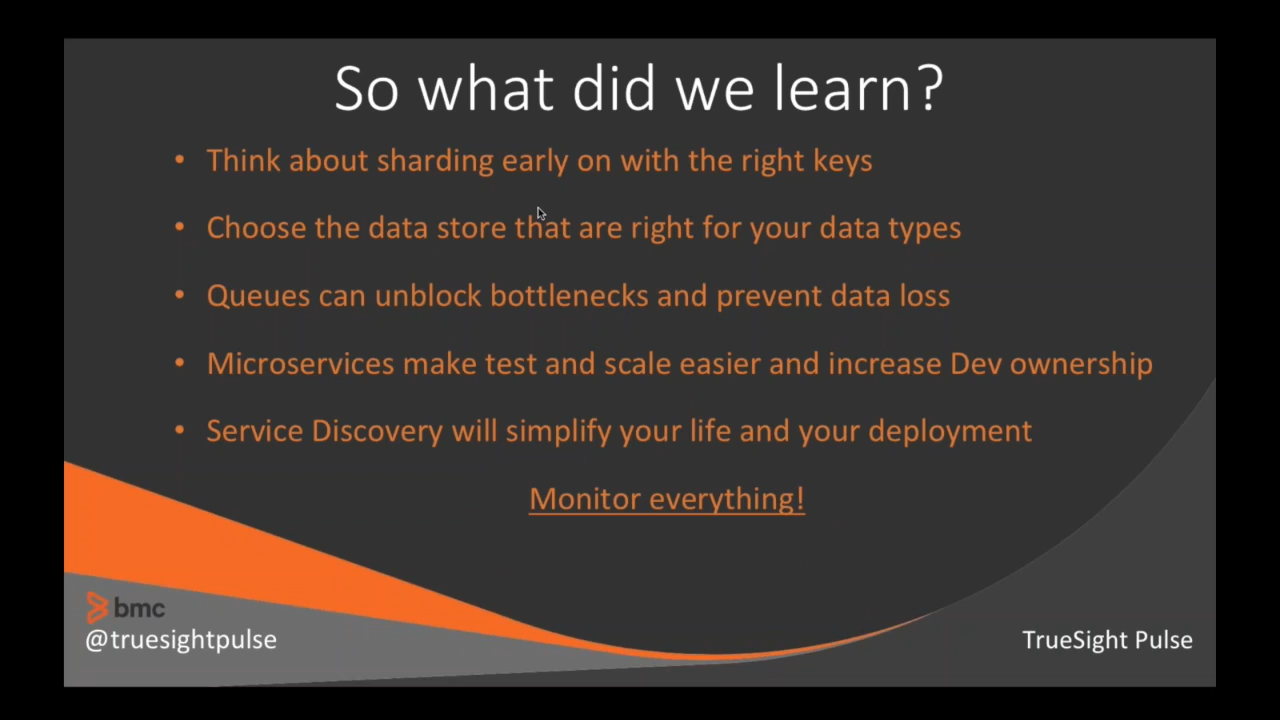 So what did we learn?
• Think about sharding early on with the right keys
• Choose the data store that are right for your data types
• Queues can unblock bottlenecks and prevent data loss
• Microservices make test and scale easier and increase Dev ownership
• Service Discovery will simplify your life and your deployment
Monitor everything!
bmc
@truesightpulse
TrueSight Pulse